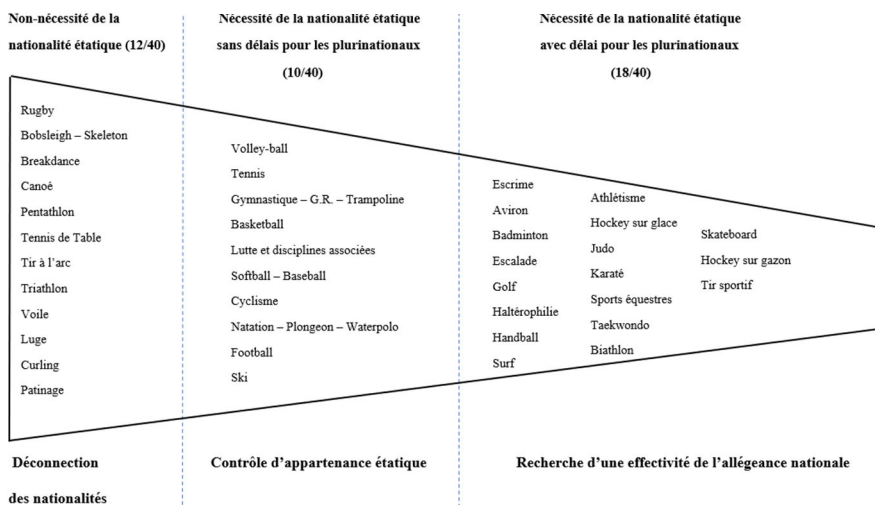 Non-nécessité de la
nationalité étatique (12/40)
Nécessité de la nationalité étatique
sans délais pour les plurinationaux
(10/40)
Nécessité de la nationalité étatique
avec délai pour les plurinationaux
(18/40)
Rugby
Bobsleigh – Skeleton
Breakdance
Canoë
Pentathlon
Tennis de Table
Tir à l’arc
Triathlon
Voile
Luge
Curling
Patinage
Volley-ball
Tennis
Gymnastique – G.R. – Trampoline
Basketball
Lutte et disciplines associées
Softball – Baseball
Cyclisme
Natation – Plongeon – Waterpolo
Football
Ski
Escrime
Aviron
Badminton
Escalade
Golf
Haltérophilie
Handball
Surf
Athlétisme
Hockey sur glace
Judo
Karaté
Sports équestres
Taekwondo
Biathlon
Skateboard
Hockey sur gazon
Tir sportif
Déconnection
des nationalités
Contrôle d’appartenance étatique
Recherche d’une effectivité de l’allégeance nationale